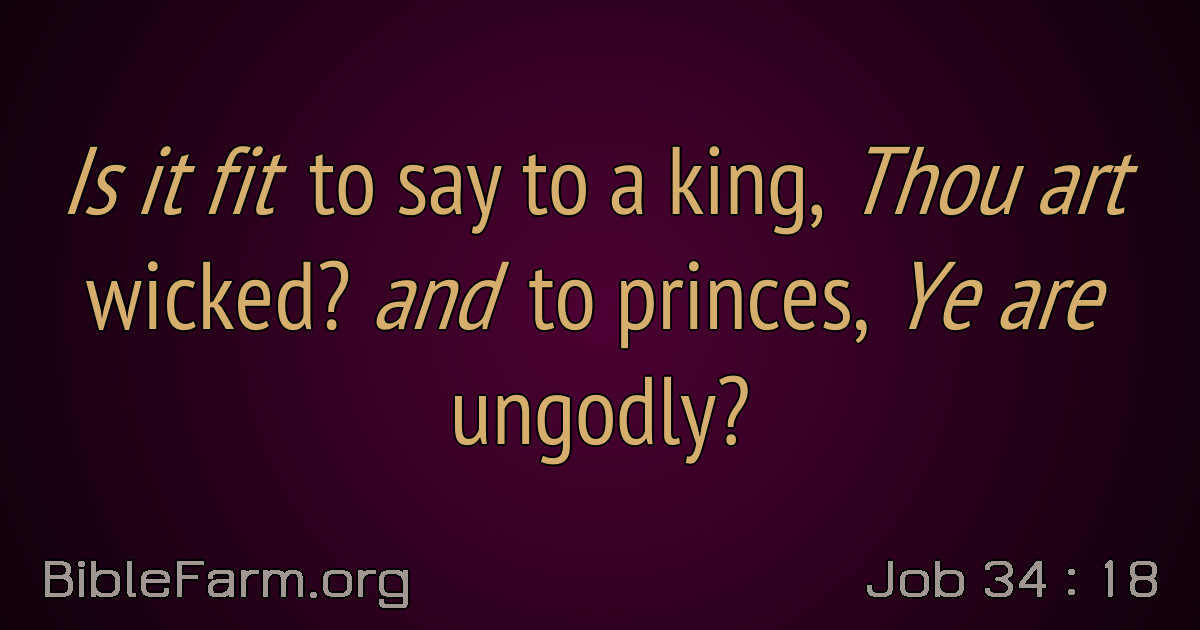 Is it fit to say to a king, Thou art
wicked? and to princes, Ye are
ungodly?
BibleFarm.org
Job 34 : 18